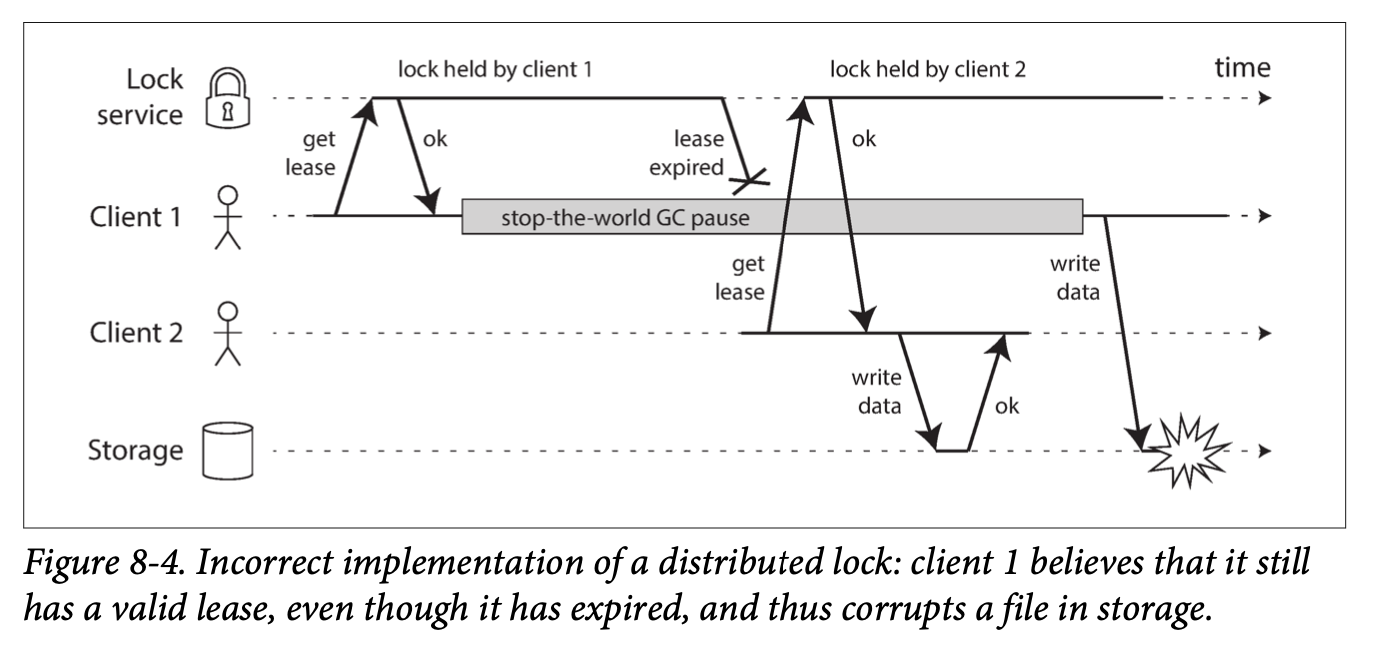 lock held by client 1
lock held by client 2
time
Lock
service
get
lease
ok
lease
expired
ok
Client 1
stop-the-world GC pause
get
lease
write
data
Client 2
write
data
ok
Storage
Figure 8-4. Incorrect implementation of a distributed lock: client 1 believes that it still
has a valid lease, even though it has expired, and thus corrupts a file in storage.